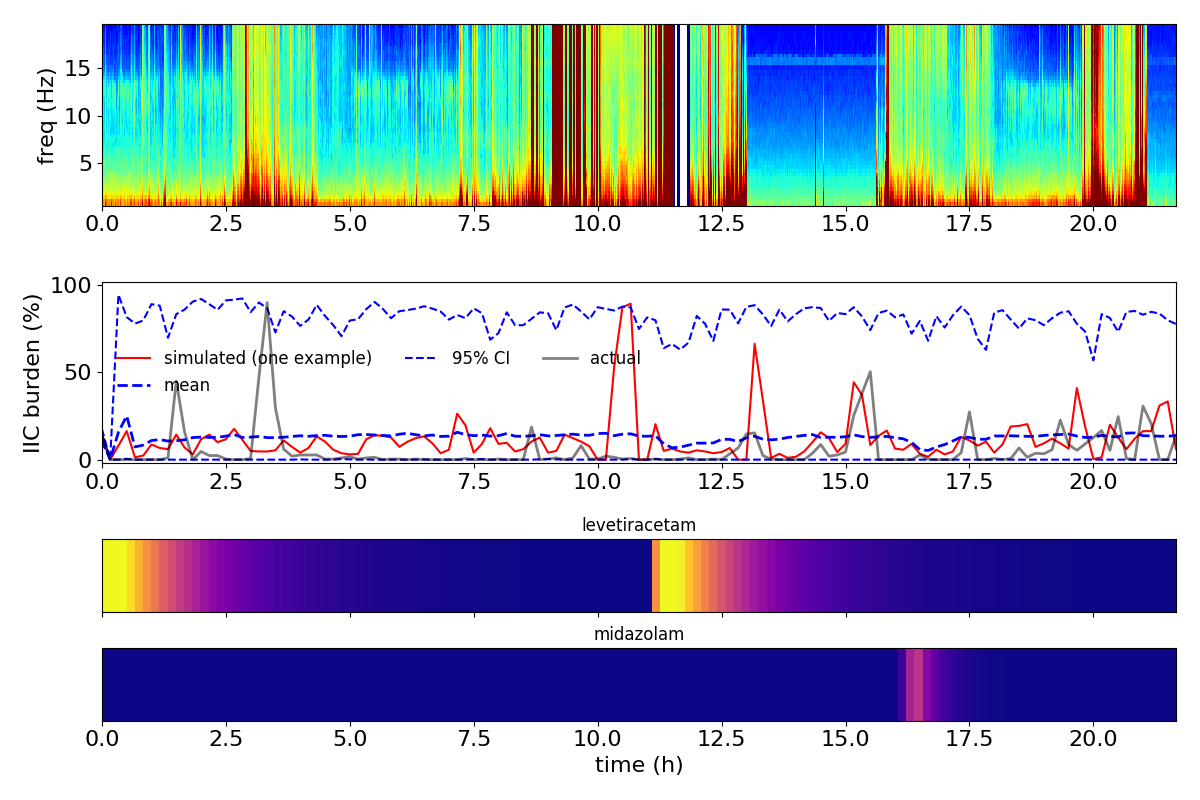 freq (Hz)
15
10
5
0.0 2.5 5.0 7.5 10.0 12.5 15.0 17.5 20.0
IIC burden (%)
100
50
0
simulated (one example) 95% CI actual
mean
0.0 2.5 5.0 7.5 10.0 12.5 15.0 17.5 20.0
levetiracetam
midazolam
0.0 2.5 5.0 7.5 10.0 12.5 15.0 17.5 20.0
time (h)